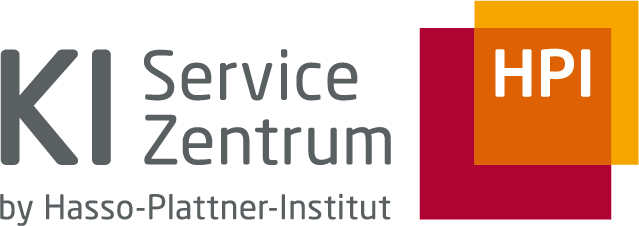 KI Service Zentrum
by Hasso-Plattner-Institut
HPI